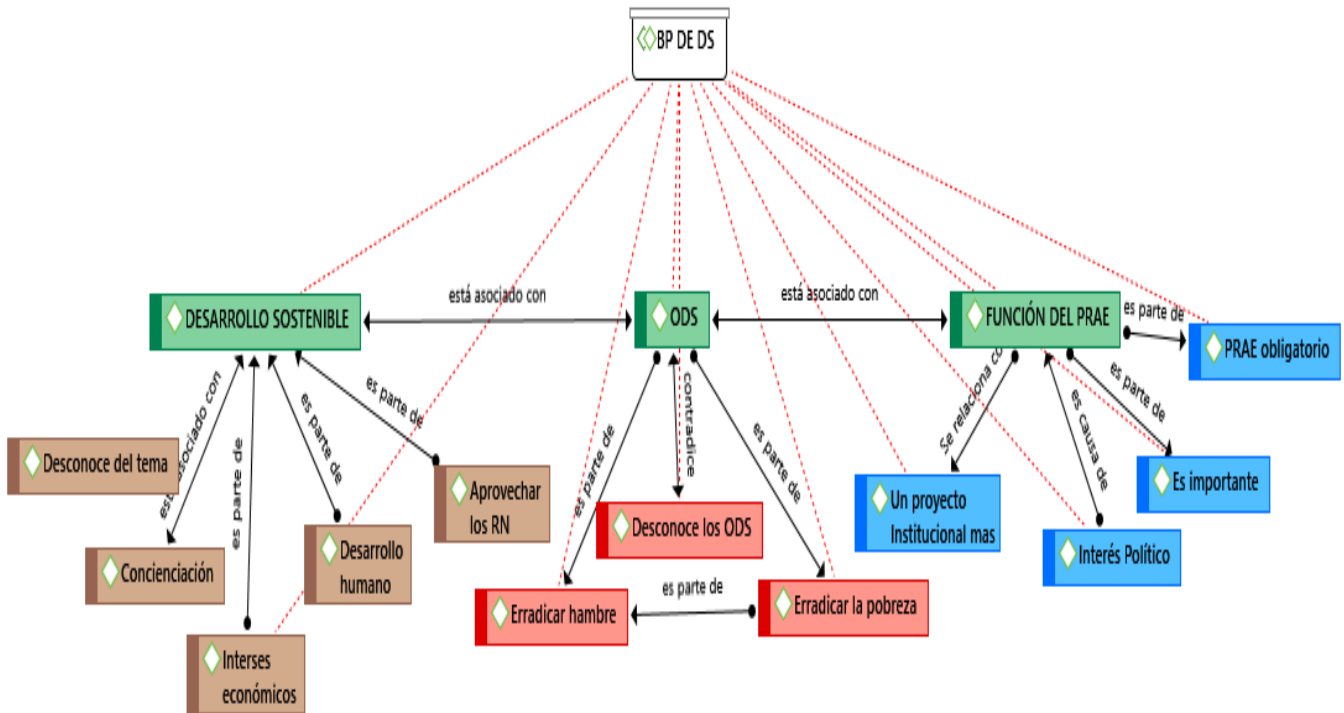 BP DE DS
está asociado con
está asociado con
DESARROLLO SOSTENIBLE
ODS
FUNCIÓN DEL PRAE
es parte de
PRAE obligatorio
está asociado con
es parte de
es parte de
es parte de
es parte de
contradice
es parte de
Se relaciona co
es causa de
es parte de
Desconoce del tema
Aprovechar
los RN
Un proyecto
Institucional mas
Es importante
Desconoce los ODS
Concienciación
Desarrollo
humano
Interés Político
es parte de
Erradicar hambre
Erradicar la pobreza
Interses
económicos